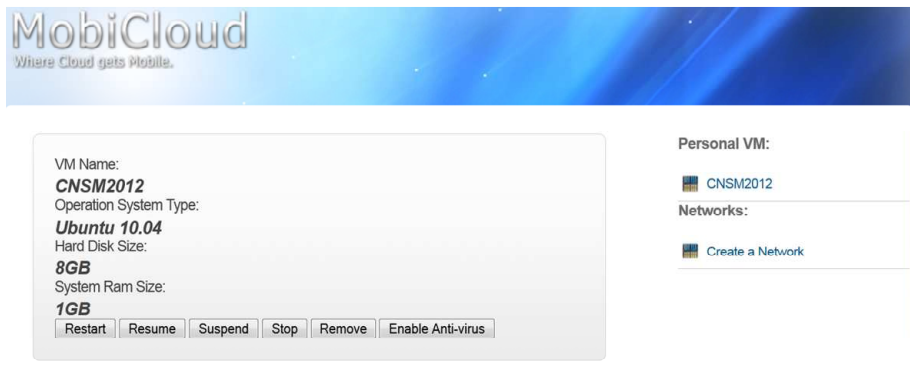 MobiCloud
Where Cloud gets Mobile.
VM Name:
CNSM2012
Operation System Type:
Ubuntu 10.04
Hard Disk Size:
8GB
System Ram Size:
1GB
Restart Resume Suspend Stop Remove Enable Anti-virus
Personal VM:
CNSM2012
Networks:
Create a Network